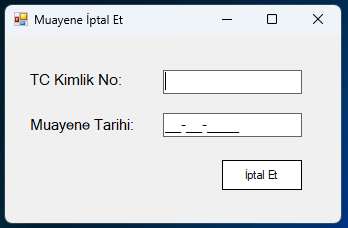 Muayene İptal Et
TC Kimlik No:
Muayene Tarihi: __-__-____
İptal Et